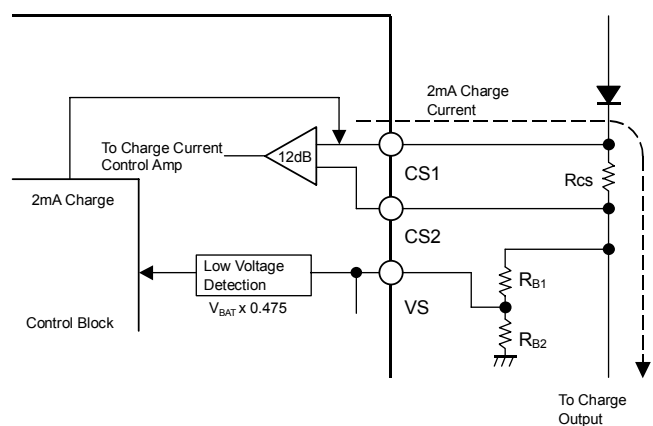 2mA Charge
Current
To Charge Current
Control Amp
12dB
CS1
Rcs
2mA Charge
CS2
Low Voltage
Detection
RB1
VBAT x 0.475
VS
Control Block
RB2
To Charge
Output